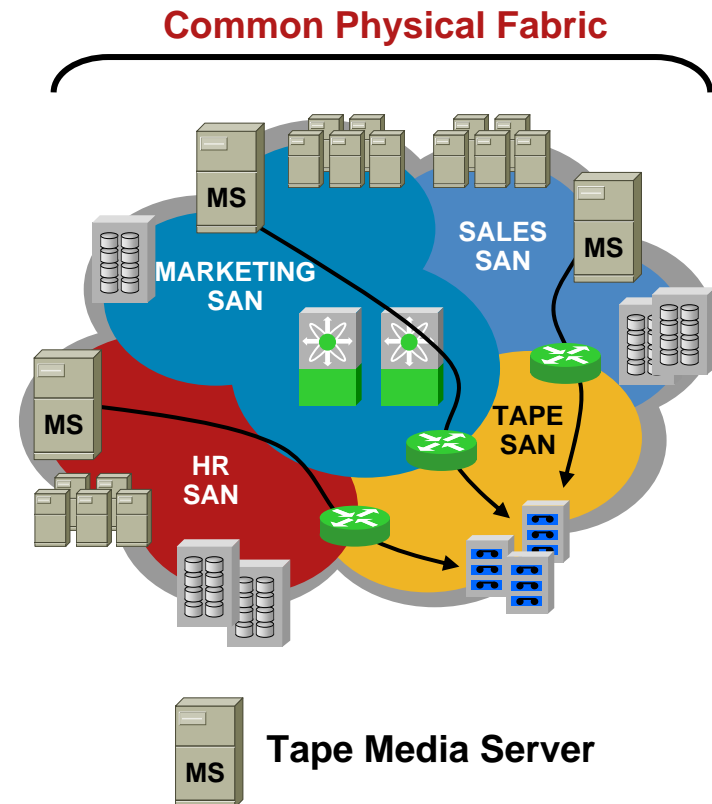 Common Physical Fabric
MS
MARKETING
SAN
SALES
SAN
MS
MS
HR
SAN
TAPE
SAN
MS
Tape Media Server